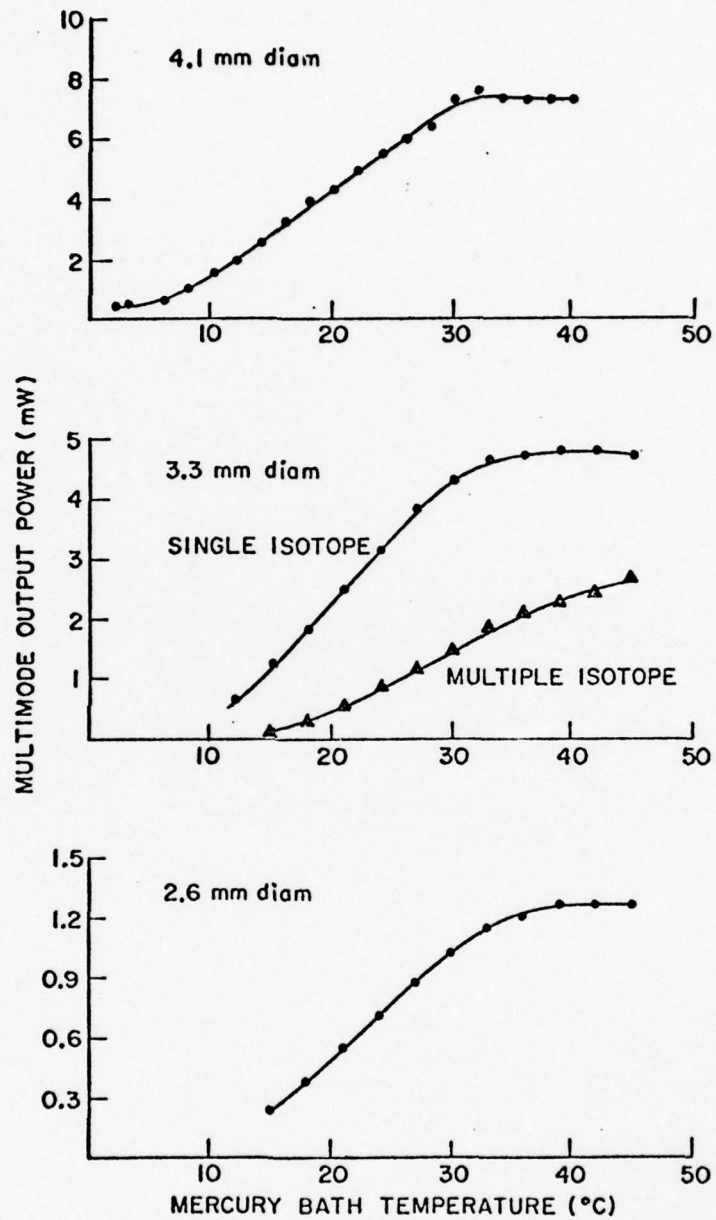 10
4.1 mm diam
8
6
4
2
10 20 30 40 50
MULTIMODE OUTPUT POWER (mW)
5
3.3 mm diam
4
SINGLE ISOTOPE
3
2
MULTIPLE ISOTOPE
1
10 20 30 40 50
1.5
2.6 mm diam
1.2
0.9
0.6
0.3
10 20 30 40 50
MERCURY BATH TEMPERATURE (°C)